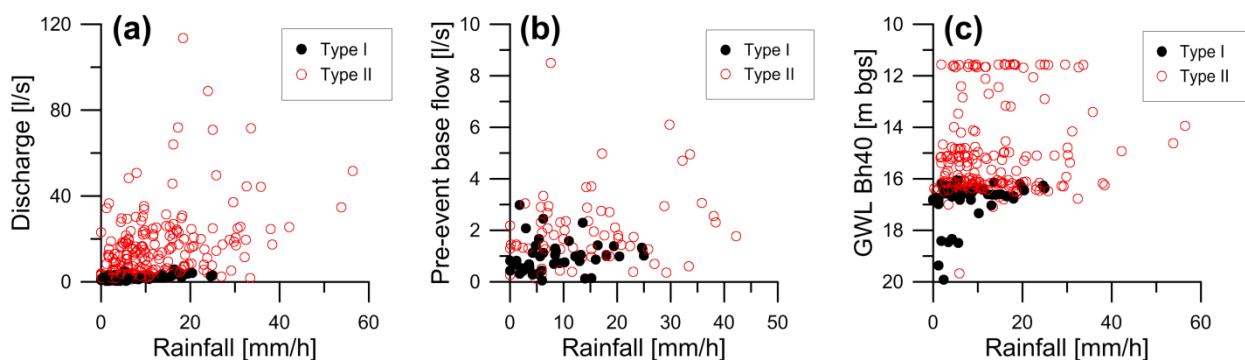 (a)
Type I
Type II
Discharge [l/s]
120
80
40
0
0
20
40
60
Rainfall [mm/h]
(b)
Type I
Type II
Pre-event base flow [l/s]
10
8
6
4
2
0
0
10
20
30
40
50
Rainfall [mm/h]
(c)
Type I
Type II
GWL Bh40 [m bgs]
10
12
14
16
18
20
0
20
40
60
Rainfall [mm/h]